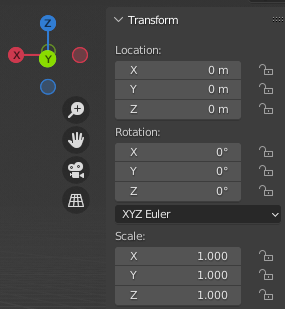 Z
X
Y
Transform
Location:
X 0 m
Y 0 m
Z 0 m
Rotation:
X 0°
Y 0°
Z 0°
XYZ Euler
Scale:
X 1.000
Y 1.000
Z 1.000